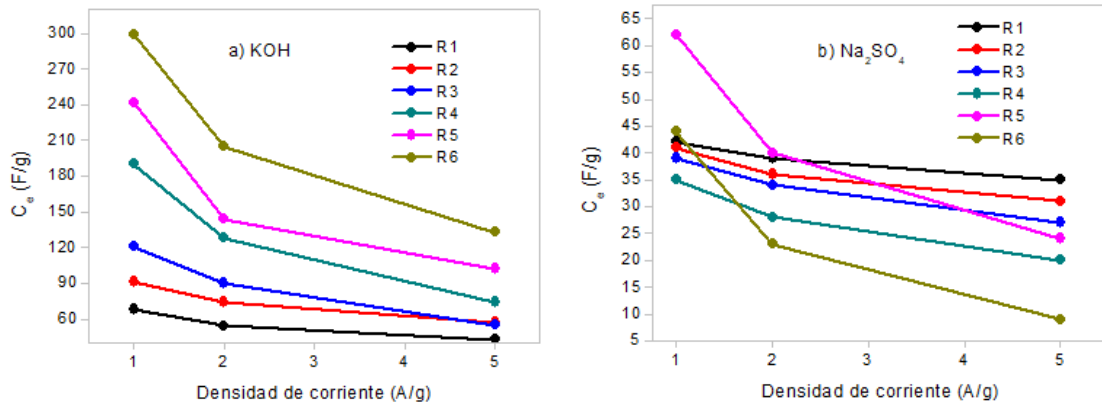 a) KOH
R1
R2
R3
R4
R5
R6
300
270
240
210
180
150
120
90
60
C_e (F/g)
1 2 3 4 5
Densidad de corriente (A/g)
b) Na₂SO₄
R1
R2
R3
R4
R5
R6
65
60
55
50
45
40
35
30
25
20
15
10
5
C_e (F/g)
1 2 3 4 5
Densidad de corriente (A/g)